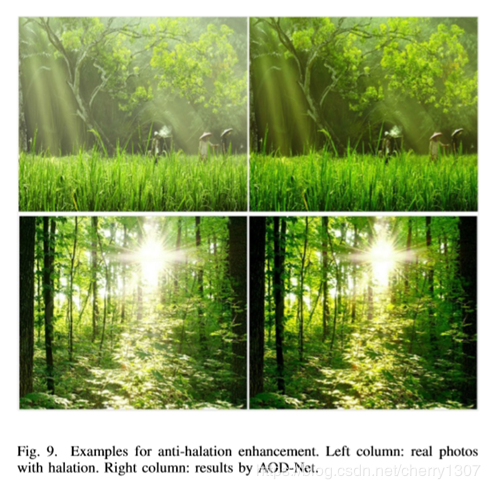 Fig. 9. Examples for anti-halation enhancement. Left column: real photos
with halation. Right column: results by AOD-Net.
https://blog.csdn.net/cherry1307